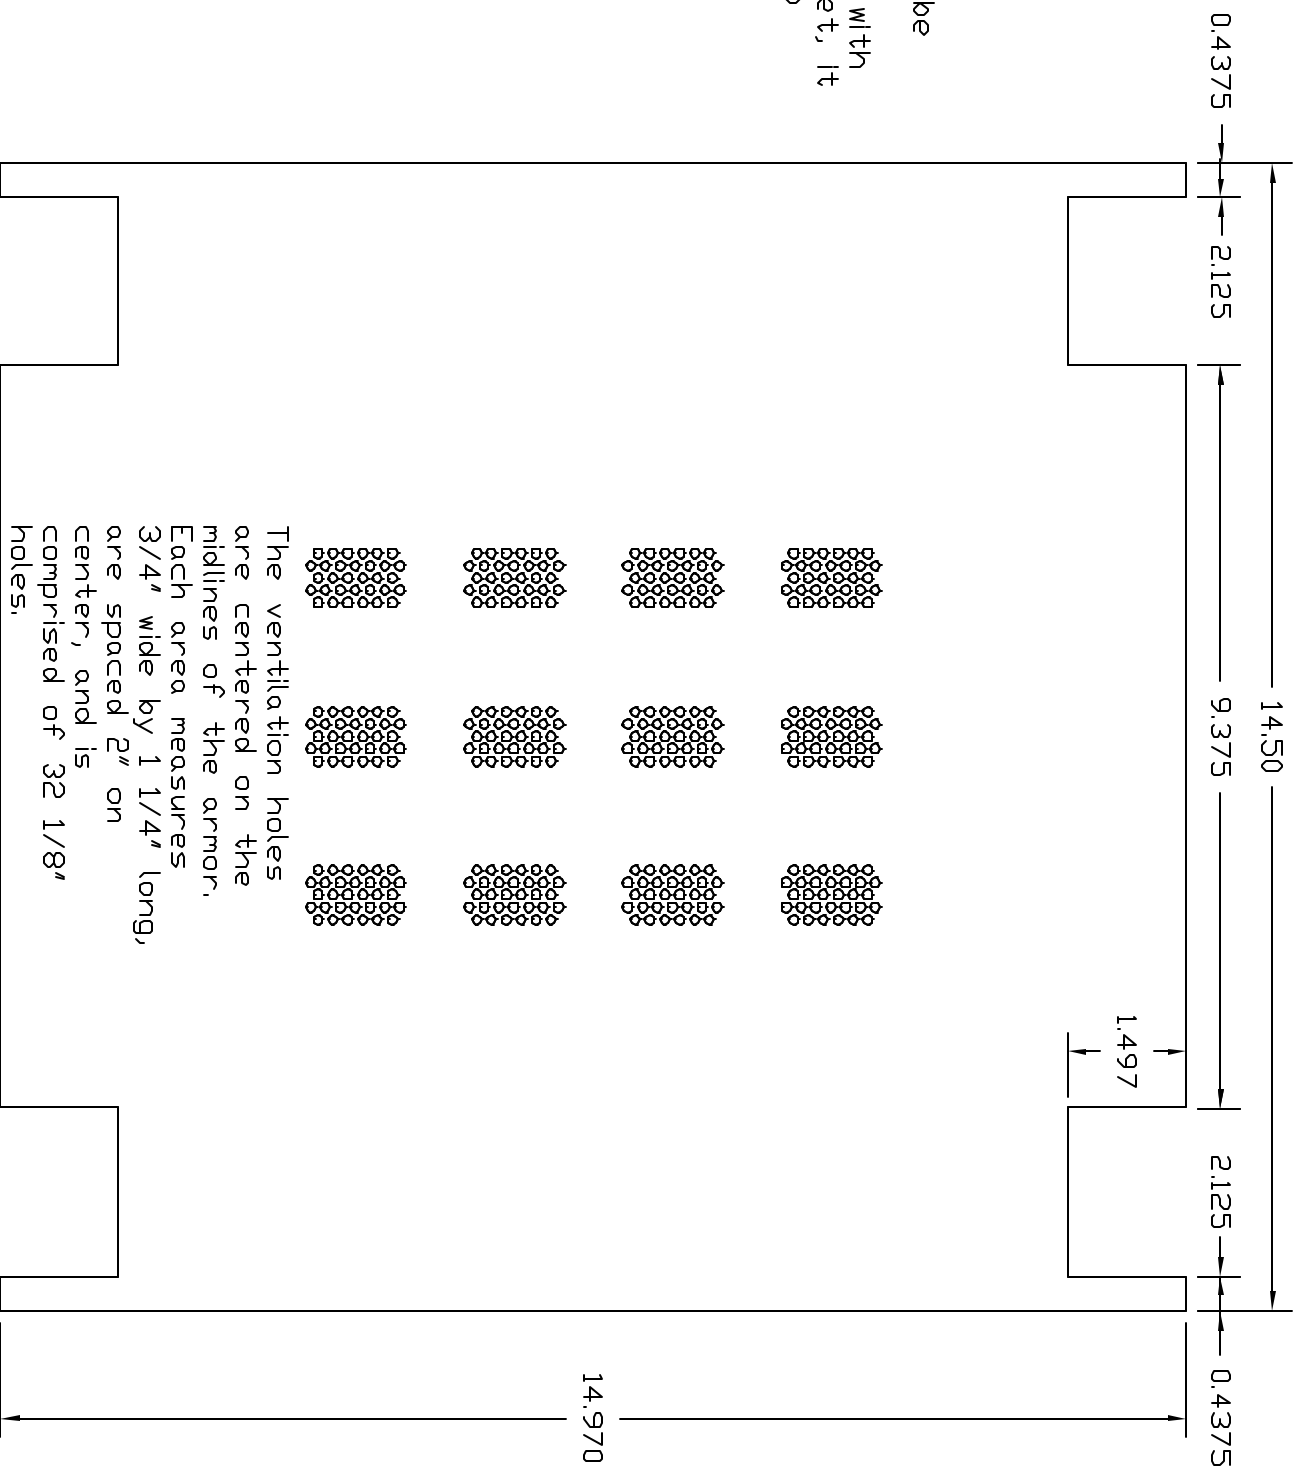 be
with
et, it
14.50
0.4375
2.125
9.375
2.125
0.4375
1.497
14.970
The ventilation holes
are centered on the
midlines of the armor.
Each area measures
3/4" wide by 1 1/4" long,
are spaced 2" on
center, and is
comprised of 32 1/8"
holes.